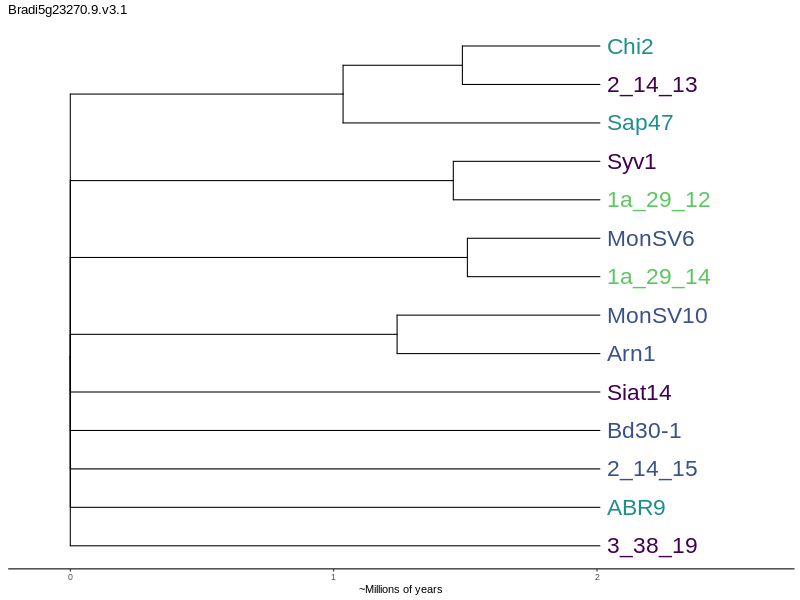 Bradi5g23270.9.v3.1
Chi2
2_14_13
Sap47
Syv1
1a_29_12
MonSV6
1a_29_14
MonSV10
Arn1
Siat14
Bd30-1
2_14_15
ABR9
3_38_19
0 1 2
~Millions of years